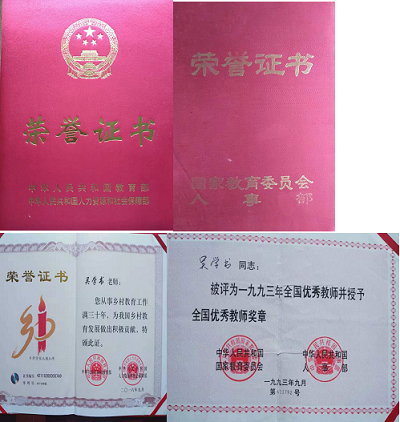 荣誉证书
中华人民共和国教育部
中华人民共和国人力资源和社会保障部
荣誉证书
国家教育委员会
人事部
荣誉证书
吴学书 老师：
您从事乡村教育工作
满三十年，为我国乡村教
育发展做出积极贡献。特
颁此证。
吴学书 同志：
被评为一九九三年全国优秀教师并授予
全国优秀教师奖章
中华人民共和国 中华人民共和国
国家教育委员会 人事部
一九九三年九月